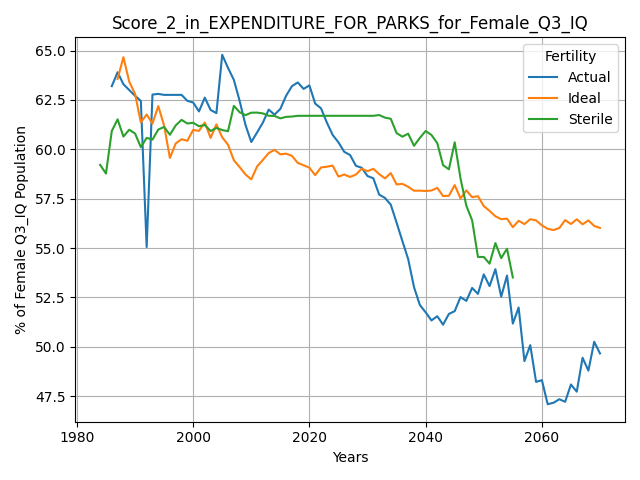 Score_2_in_EXPENDITURE_FOR_PARKS_for_Female_Q3_IQ
Fertility
Actual
Ideal
Sterile
% of Female Q3_IQ Population
65.0
62.5
60.0
57.5
55.0
52.5
50.0
47.5
1980
2000
2020
2040
2060
Years